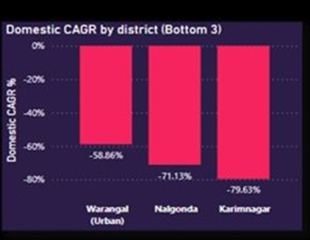 Domestic CAGR by district (Bottom 3)
Domestic CAGR %
0%
-20%
-40%
-60%
-80%
-58.86%
-71.13%
-79.63%
Warangal Nalgonda Karimnagar
(Urban)